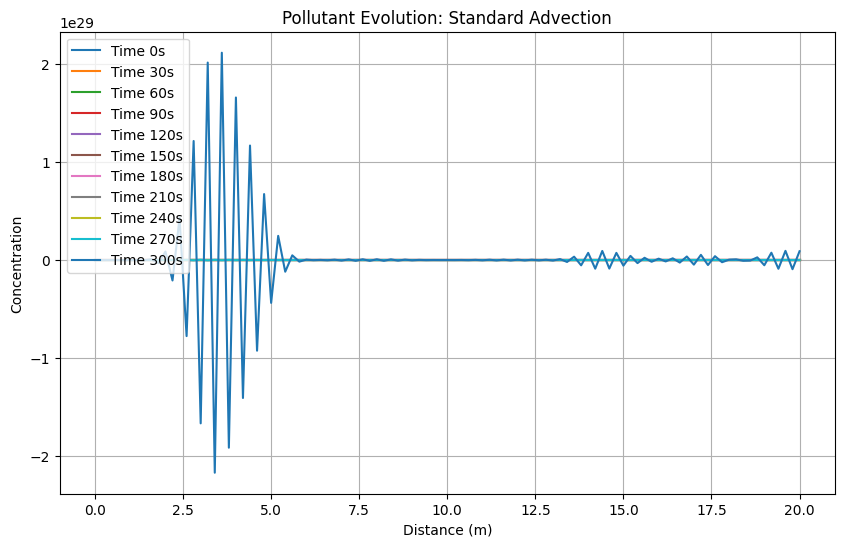 Pollutant Evolution: Standard Advection
1e29
Time 0s
Time 30s
Time 60s
Time 90s
Time 120s
Time 150s
Time 180s
Time 210s
Time 240s
Time 270s
Time 300s
2
1
0
−1
−2
Concentration
0.0 2.5 5.0 7.5 10.0 12.5 15.0 17.5 20.0
Distance (m)